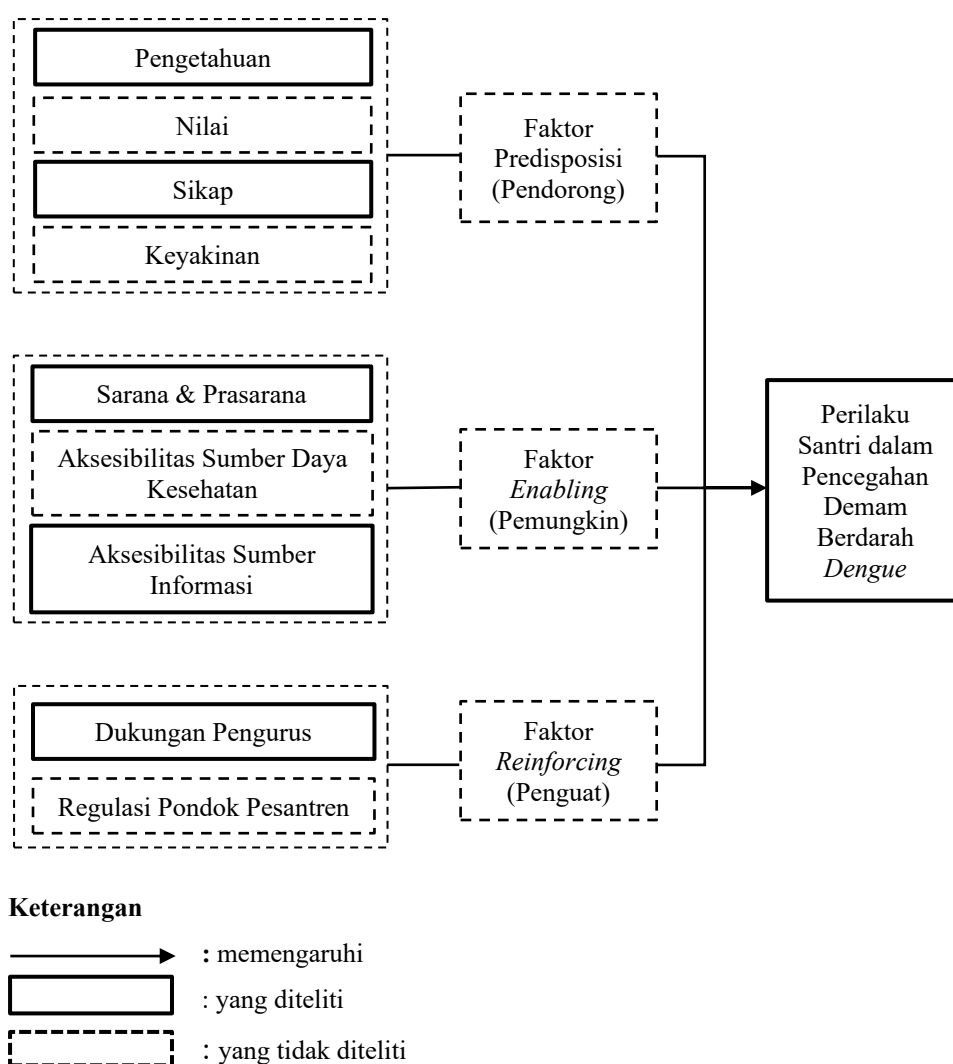 Pengetahuan
Nilai
Sikap
Keyakinan
Faktor
Predisposisi
(Pendorong)
Sarana & Prasarana
Aksesibilitas Sumber Daya
Kesehatan
Aksesibilitas Sumber
Informasi
Faktor
Enabling
(Pemungkin)
Dukungan Pengurus
Regulasi Pondok Pesantren
Faktor
Reinforcing
(Penguat)
Perilaku
Santri dalam
Pencegahan
Demam
Berdarah
Dengue
Keterangan
: memengaruhi
: yang diteliti
: yang tidak diteliti